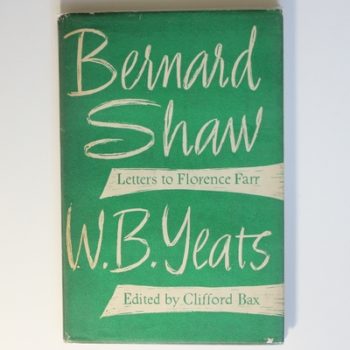 Bernard
Shaw
Letters to Florence Farr
W.B.Yeats
Edited by Clifford Bax